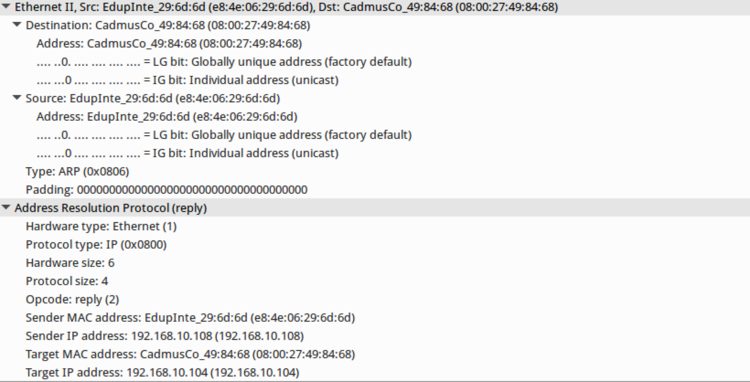 Ethernet II, Src: EdupInte_29:6d:6d (e8:4e:06:29:6d:6d), Dst: CadmusCo_49:84:68 (08:00:27:49:84:68)
Destination: CadmusCo_49:84:68 (08:00:27:49:84:68)
Address: CadmusCo_49:84:68 (08:00:27:49:84:68)
.... ..0. .... .... .... .... = LG bit: Globally unique address (factory default)
.... ...0 .... .... .... .... = IG bit: Individual address (unicast)
Source: EdupInte_29:6d:6d (e8:4e:06:29:6d:6d)
Address: EdupInte_29:6d:6d (e8:4e:06:29:6d:6d)
.... ..0. .... .... .... .... = LG bit: Globally unique address (factory default)
.... ...0 .... .... .... .... = IG bit: Individual address (unicast)
Type: ARP (0x0806)
Padding: 000000000000000000000000000000000000
Address Resolution Protocol (reply)
Hardware type: Ethernet (1)
Protocol type: IP (0x0800)
Hardware size: 6
Protocol size: 4
Opcode: reply (2)
Sender MAC address: EdupInte_29:6d:6d (e8:4e:06:29:6d:6d)
Sender IP address: 192.168.10.108 (192.168.10.108)
Target MAC address: CadmusCo_49:84:68 (08:00:27:49:84:68)
Target IP address: 192.168.10.104 (192.168.10.104)